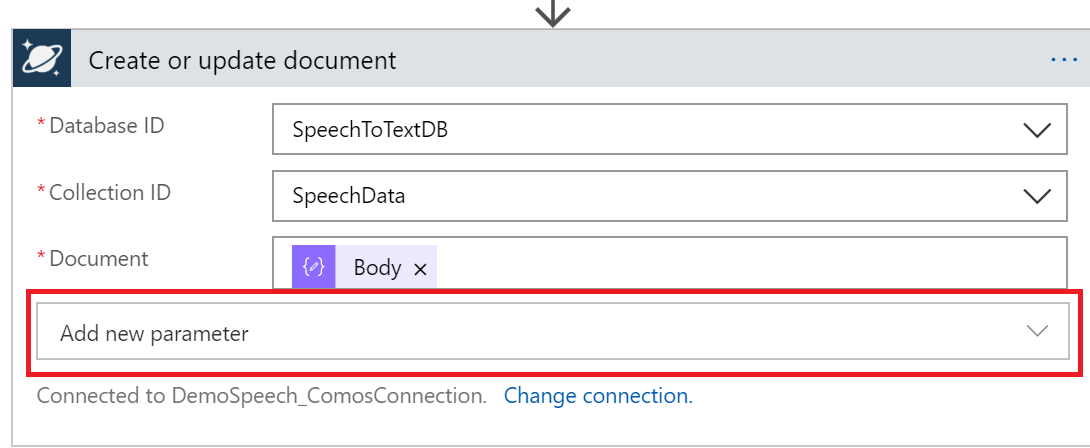 Create or update document
...
* Database ID
SpeechToTextDB
* Collection ID
SpeechData
* Document
Body ×
Add new parameter
Connected to DemoSpeech_ComosConnection. Change connection.